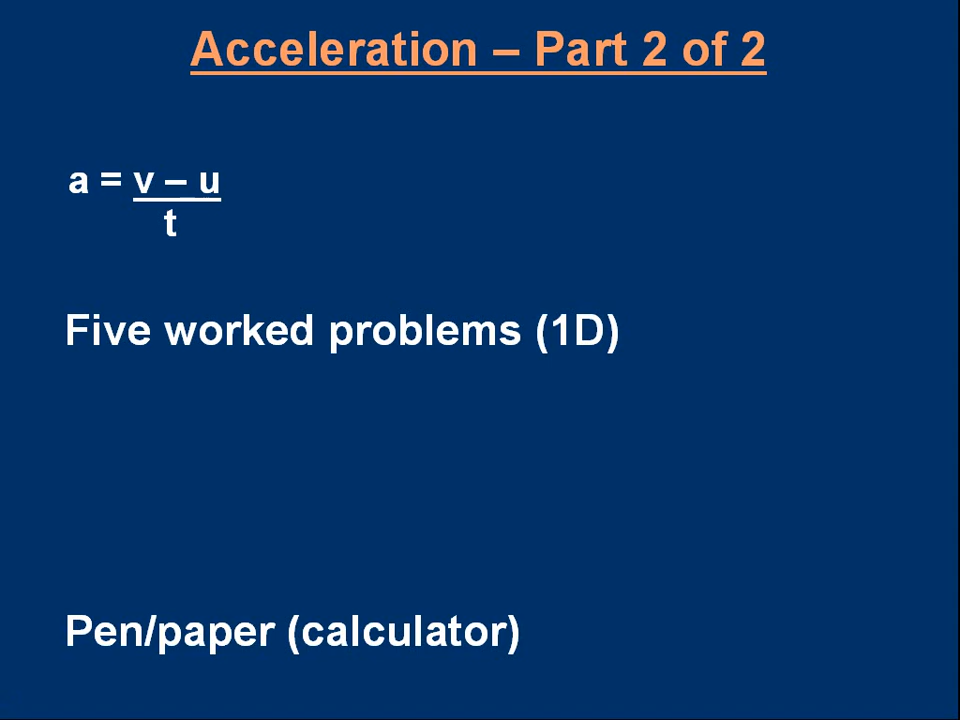 Acceleration – Part 2 of 2
a = v – u
t
Five worked problems (1D)
Pen/paper (calculator)